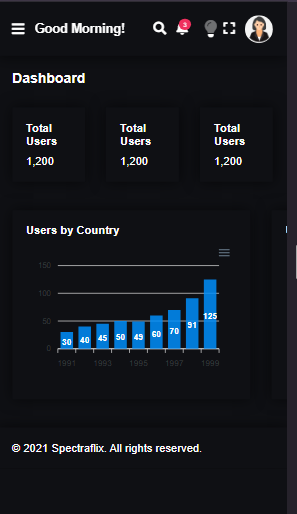 Good Morning!
3
Dashboard
Total Users
1,200
Total Users
1,200
Total Users
1,200
Users by Country
150
100
50
0
30 40 45 50 49 60 70 91 125
1991 1993 1995 1997 1999
© 2021 Spectraflix. All rights reserved.